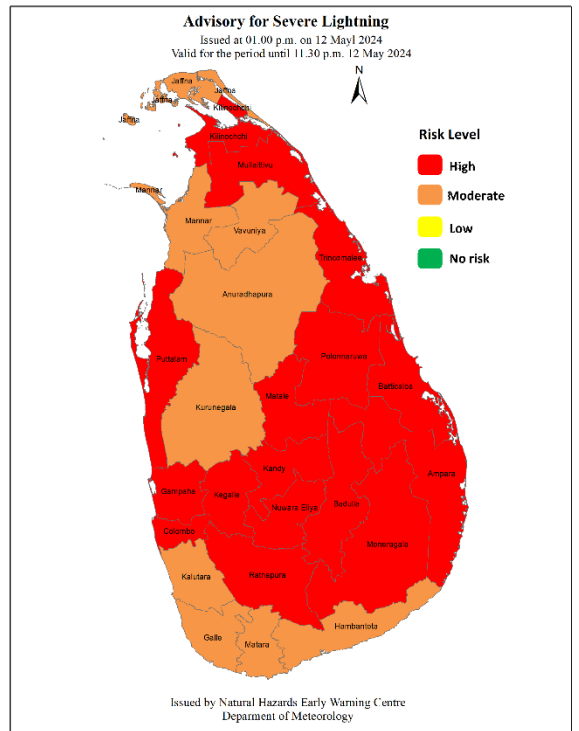 Advisory for Severe Lightning
Issued at 01.00 p.m. on 12 Mayl 2024
Valid for the period until 11.30 p.m. 12 May 2024
N
Jaffna
Jaffna
Jaffna
Jaffna
Kilinochchi
Kilinochchi
Mullaitivu
Risk Level
High
Moderate
Low
No risk
Mannar
Mannar
Vavuniya
Trincomalee
Anuradhapura
Puttalam
Polonnaruwa
Batticaloa
Matale
Kurunegala
Kandy
Ampara
Gampaha
Kegalle
Nuwara Eliya
Badulla
Colombo
Moneragala
Kalutara
Ratnapura
Hambantota
Galle
Matara
Issued by Natural Hazards Early Warning Centre
Deparment of Meteorology